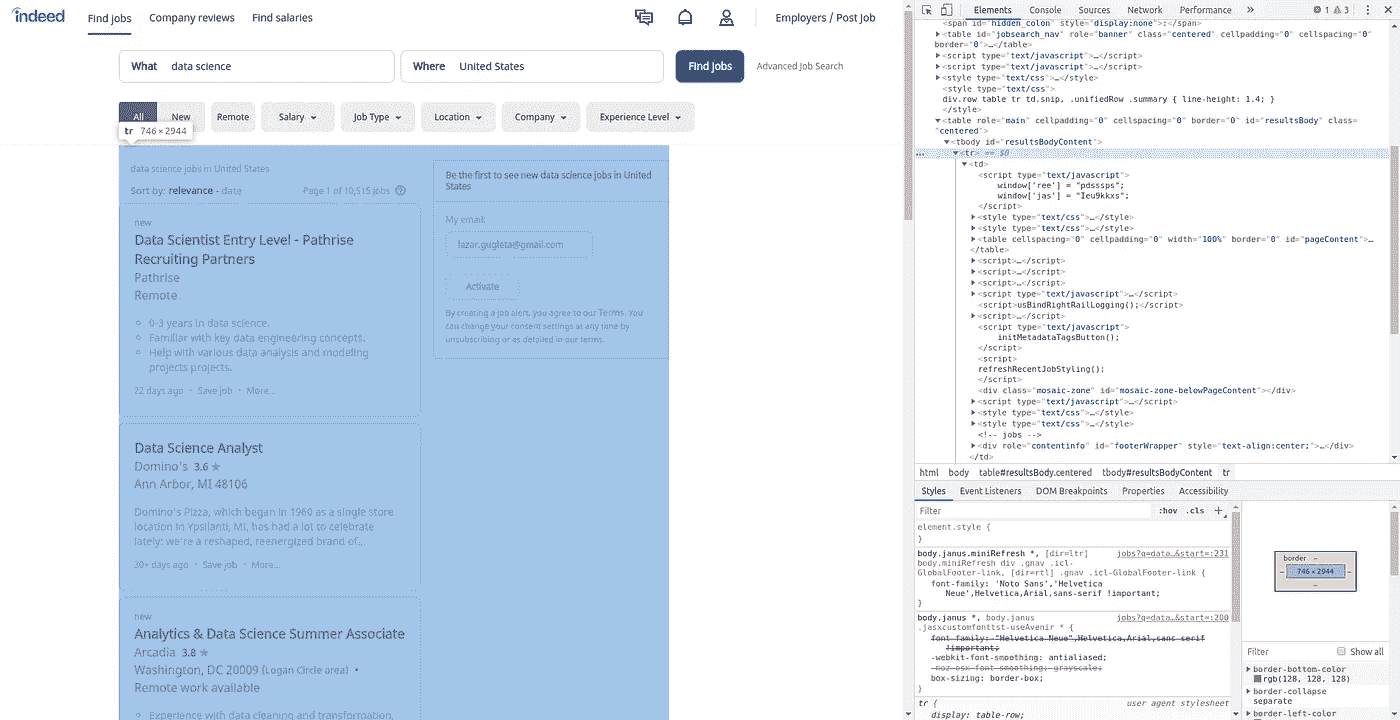 indeed
Find jobs
Company reviews
Find salaries
Employers / Post Job
What data science
Where United States
Find Jobs
Advanced Job Search
All
New
Remote
Salary
Job Type
Location
Company
Experience Level
tr 746 × 2944
data science jobs in United States
Sort by: relevance - date
Page 1 of 10,515 jobs
new
Data Scientist Entry Level - Pathrise
Recruiting Partners
Pathrise
Remote
0-3 years in data science.
Familiar with key data engineering concepts.
Help with various data analysis and modeling
projects projects.
22 days ago · Save job · More...
Data Science Analyst
Domino's 3.6 ★
Ann Arbor, MI 48106
Domino's Pizza, which began in 1960 as a single store
location in Ypsilanti, MI, has had a lot to celebrate
lately: we're a reshaped, reenergized brand of…
30+ days ago · Save job · More...
new
Analytics & Data Science Summer Associate
Arcadia 3.8 ★
Washington, DC 20009 (Logan Circle area) •
Remote work available
Experience with data cleaning and transformation,
Be the first to see new data science jobs in United
States
My email:
lazar.gugleta@gmail.com
Activate
By creating a job alert, you agree to our Terms. You
can change your consent settings at any time by
unsubscribing or as detailed in our terms.
Elements Console Sources Network Performance » 1 3
<span id="hidden_colon" style="display:none">:</span>
<table id="jobsearch_nav" role="banner" class="centered" cellpadding="0" cellspacing="0"
border="0">…</table>
<script type="text/javascript">…</script>
<script type="text/javascript">…</script>
<style type="text/css">…</style>
<style type="text/css">
div.row table tr td.snip, .unifiedRow .summary { line-height: 1.4; }
</style>
<table role="main" cellpadding="0" cellspacing="0" border="0" id="resultsBody" class=
"centered">
<tbody id="resultsBodyContent">
… <tr> == $0
<td>
<script type="text/javascript">
window['ree'] = "pdsssps";
window['jas'] = "Ieu9kkxs";
</script>
<style type="text/css">…</style>
<style type="text/css">…</style>
<table cellspacing="0" cellpadding="0" width="100%" border="0" id="pageContent">…
</table>
<script>…</script>
<script>…</script>
<script>…</script>
<script type="text/javascript">…</script>
<script>usBindRightRailLogging();</script>
<script>…</script>
<script type="text/javascript">
initMetadataTagsButton();
</script>
<script>
refreshRecentJobStyling();
</script>
<div class="mosaic-zone" id="mosaic-zone-belowPageContent"></div>
<script type="text/javascript">…</script>
<style type="text/css">…</style>
<style type="text/css">…</style>
<!-- jobs -->
<div role="contentinfo" id="footerWrapper" style="text-align:center;">…</div>
</td>
html body table#resultsBody.centered tbody#resultsBodyContent tr
Styles Event Listeners DOM Breakpoints Properties Accessibility
Filter :hov .cls +
element.style {
}
body.janus.miniRefresh *, [dir=ltr] jobs?q=data…&start=:231
body.miniRefresh div .gnav .icl-
GlobalFooter-link, [dir=rtl] .gnav .icl-GlobalFooter-link {
font-family: 'Noto Sans','Helvetica
Neue',Helvetica,Arial,sans-serif !important;
}
body.janus *, body.janus jobs?q=data…&start=:200
.jasxcustomfonttst-useAvenir * {
font-family: "Helvetica Neue",Helvetica,Arial,sans-serif
!important;
-webkit-font-smoothing: antialiased;
-moz-osx-font-smoothing: grayscale;
box-sizing: border-box;
}
tr { user agent stylesheet
display: table-row;
border –
– 746 × 2944 –
–
Filter Show all
border-bottom-color
rgb(128, 128, 128)
border-collapse
separate
border-left-color